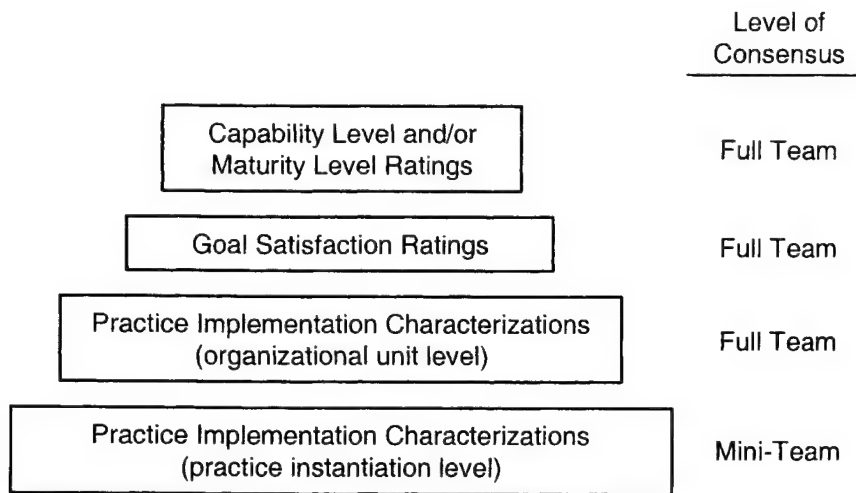 Level of
Consensus
Capability Level and/or
Maturity Level Ratings
Full Team
Goal Satisfaction Ratings
Full Team
Practice Implementation Characterizations
(organizational unit level)
Full Team
Practice Implementation Characterizations
(practice instantiation level)
Mini-Team